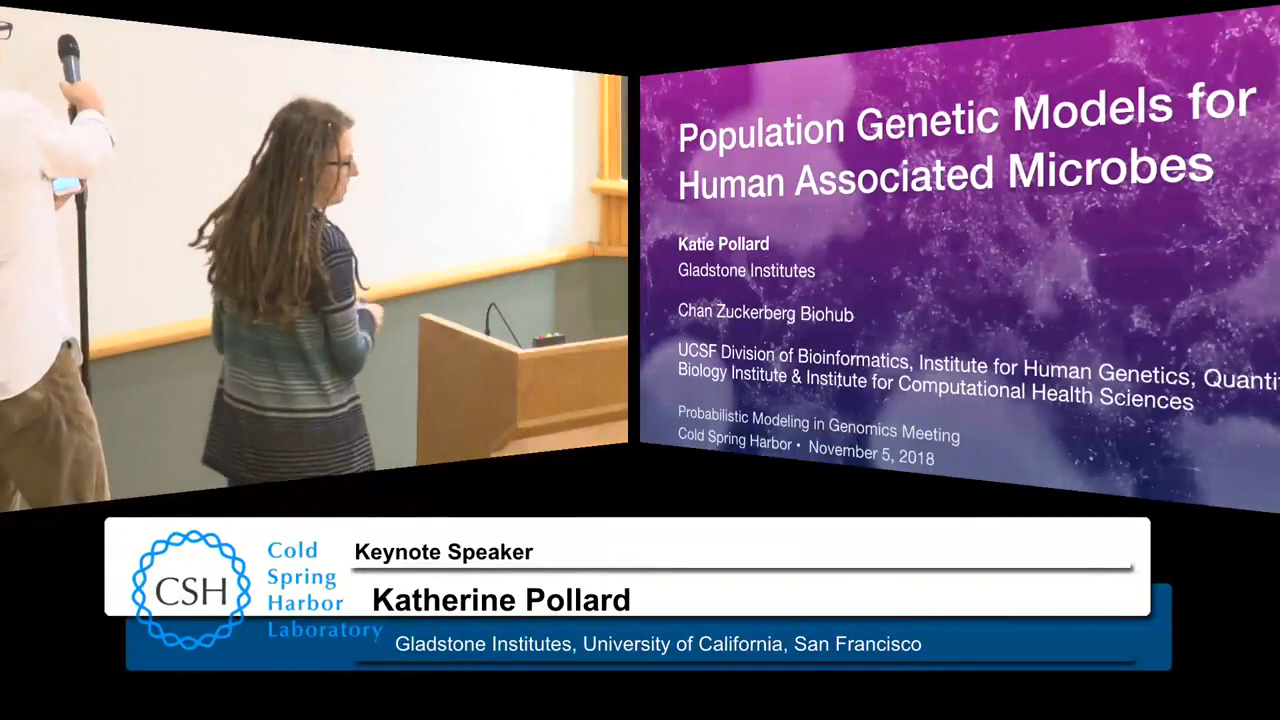 Population Genetic Models for
Human Associated Microbes
Katie Pollard
Gladstone Institutes
Chan Zuckerberg Biohub
UCSF Division of Bioinformatics, Institute for Human Genetics, Quantit
Biology Institute & Institute for Computational Health Sciences
Probabilistic Modeling in Genomics Meeting
Cold Spring Harbor • November 5, 2018
CSH
Cold
Spring
Harbor
Laboratory
Keynote Speaker
Katherine Pollard
Gladstone Institutes, University of California, San Francisco